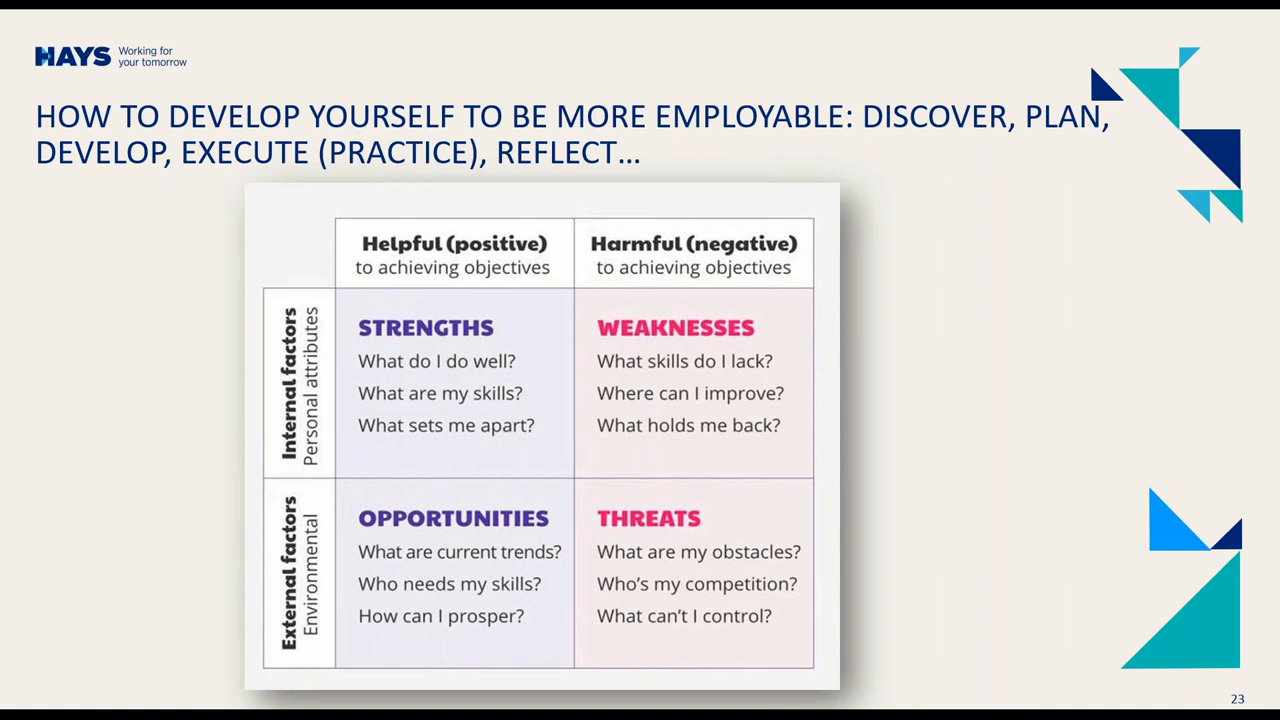 HAYS
Working for
your tomorrow
HOW TO DEVELOP YOURSELF TO BE MORE EMPLOYABLE: DISCOVER, PLAN,
DEVELOP, EXECUTE (PRACTICE), REFLECT...
Helpful (positive)
to achieving objectives
Harmful (negative)
to achieving objectives
Internal factors
Personal attributes
STRENGTHS
What do I do well?
What are my skills?
What sets me apart?
WEAKNESSES
What skills do I lack?
Where can I improve?
What holds me back?
External factors
Environmental
OPPORTUNITIES
What are current trends?
Who needs my skills?
How can I prosper?
THREATS
What are my obstacles?
Who's my competition?
What can't I control?
23